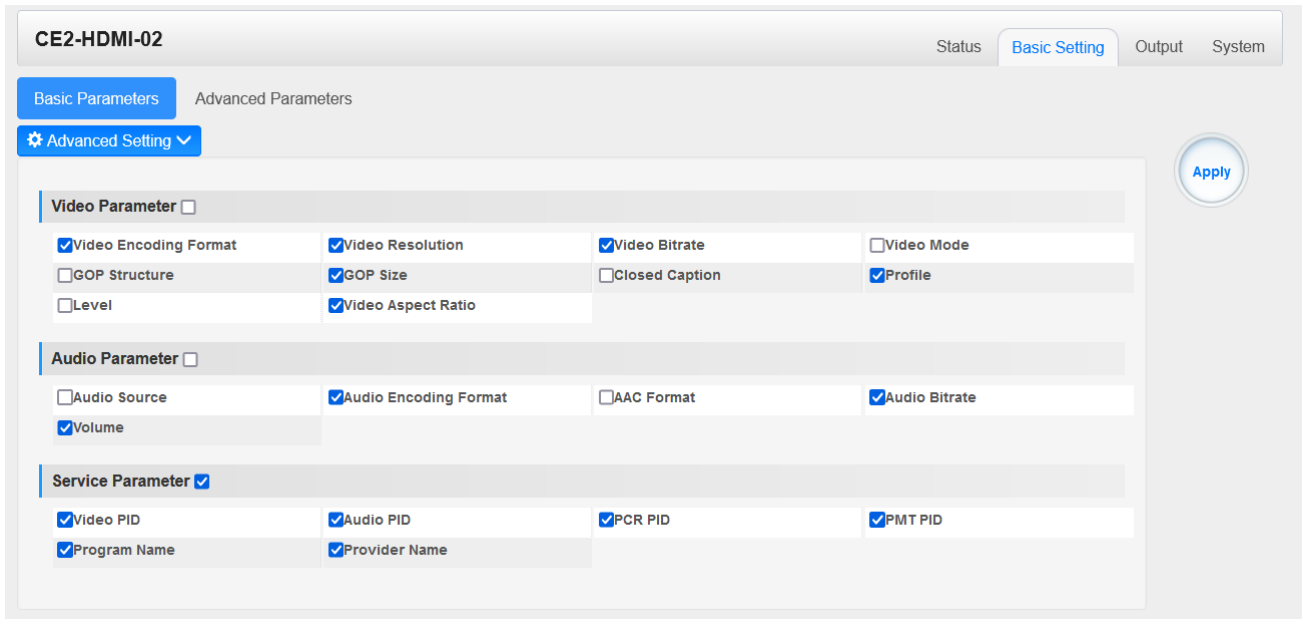 CE2-HDMI-02
Status Basic Setting Output System
Basic Parameters Advanced Parameters
Advanced Setting
Apply
Video Parameter
Video Encoding Format Video Resolution Video Bitrate Video Mode
GOP Structure GOP Size Closed Caption Profile
Level Video Aspect Ratio
Audio Parameter
Audio Source Audio Encoding Format AAC Format Audio Bitrate
Volume
Service Parameter
Video PID Audio PID PCR PID PMT PID
Program Name Provider Name